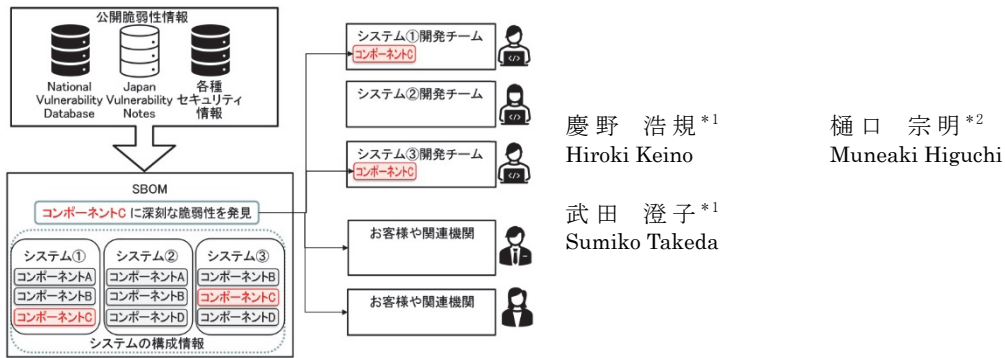 公開脆弱性情報
National
Vulnerability
Database
Japan
Vulnerability
Notes
各種
セキュリティ
情報
SBOM
コンポーネントC に深刻な脆弱性を発見
システム①
コンポーネントA
コンポーネントB
コンポーネントC
システム②
コンポーネントA
コンポーネントB
コンポーネントD
システム③
コンポーネントB
コンポーネントC
コンポーネントD
システムの構成情報
システム①開発チーム
コンポーネントC
システム②開発チーム
システム③開発チーム
コンポーネントC
お客様や関連機関
お客様や関連機関
慶野 浩規*1
Hiroki Keino
樋口 宗明*2
Muneaki Higuchi
武田 澄子*1
Sumiko Takeda